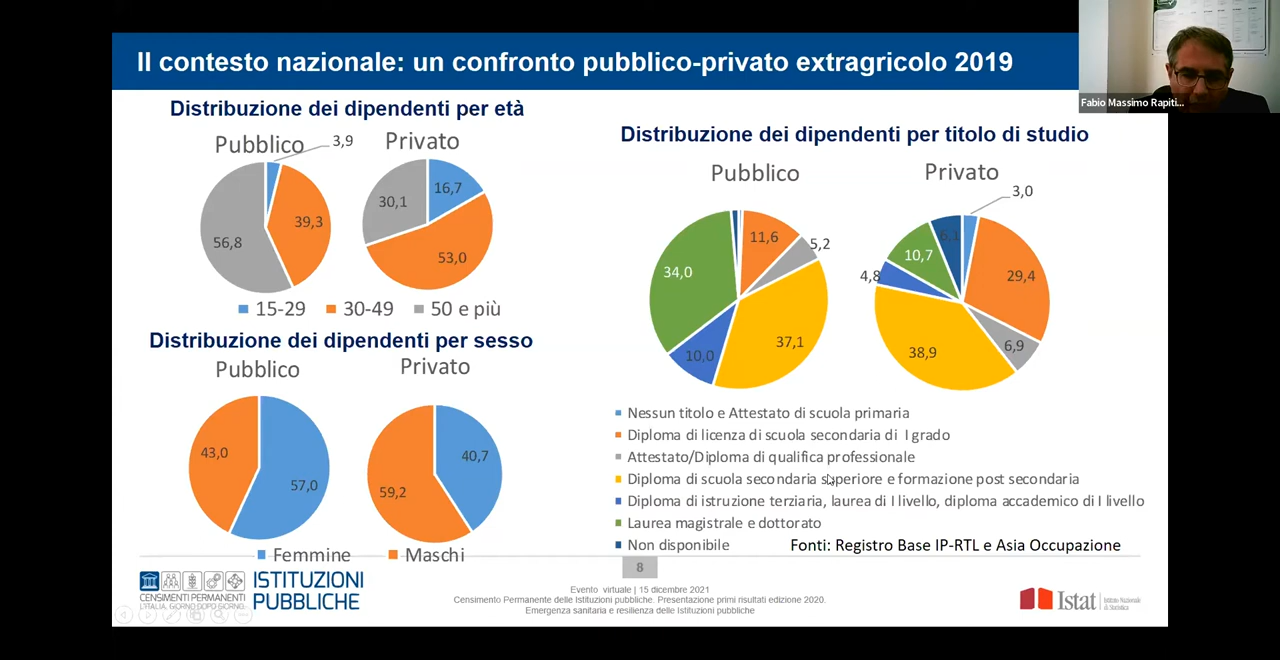 Il contesto nazionale: un confronto pubblico-privato extragricolo 2019
Fabio Massimo Rapiti...
Distribuzione dei dipendenti per età
Pubblico
3,9
39,3
56,8
Privato
16,7
30,1
53,0
15-29
30-49
50 e più
Distribuzione dei dipendenti per sesso
Pubblico
43,0
57,0
Privato
40,7
59,2
Femmine
Maschi
Distribuzione dei dipendenti per titolo di studio
Pubblico
11,6
5,2
34,0
37,1
10,0
Privato
3,0
6,1
10,7
29,4
4,8
6,9
38,9
Nessun titolo e Attestato di scuola primaria
Diploma di licenza di scuola secondaria di I grado
Attestato/Diploma di qualifica professionale
Diploma di scuola secondaria superiore e formazione post secondaria
Diploma di istruzione terziaria, laurea di I livello, diploma accademico di I livello
Laurea magistrale e dottorato
Non disponibile
Fonti: Registro Base IP-RTL e Asia Occupazione
8
CENSIMENTI PERMANENTI
L'ITALIA, GIORNO DOPO GIORNO.
ISTITUZIONI
PUBBLICHE
Evento virtuale | 15 dicembre 2021
Censimento Permanente delle Istituzioni pubbliche. Presentazione primi risultati edizione 2020.
Emergenza sanitaria e resilienza delle Istituzioni pubbliche
Istat
Istituto Nazionale
di Statistica